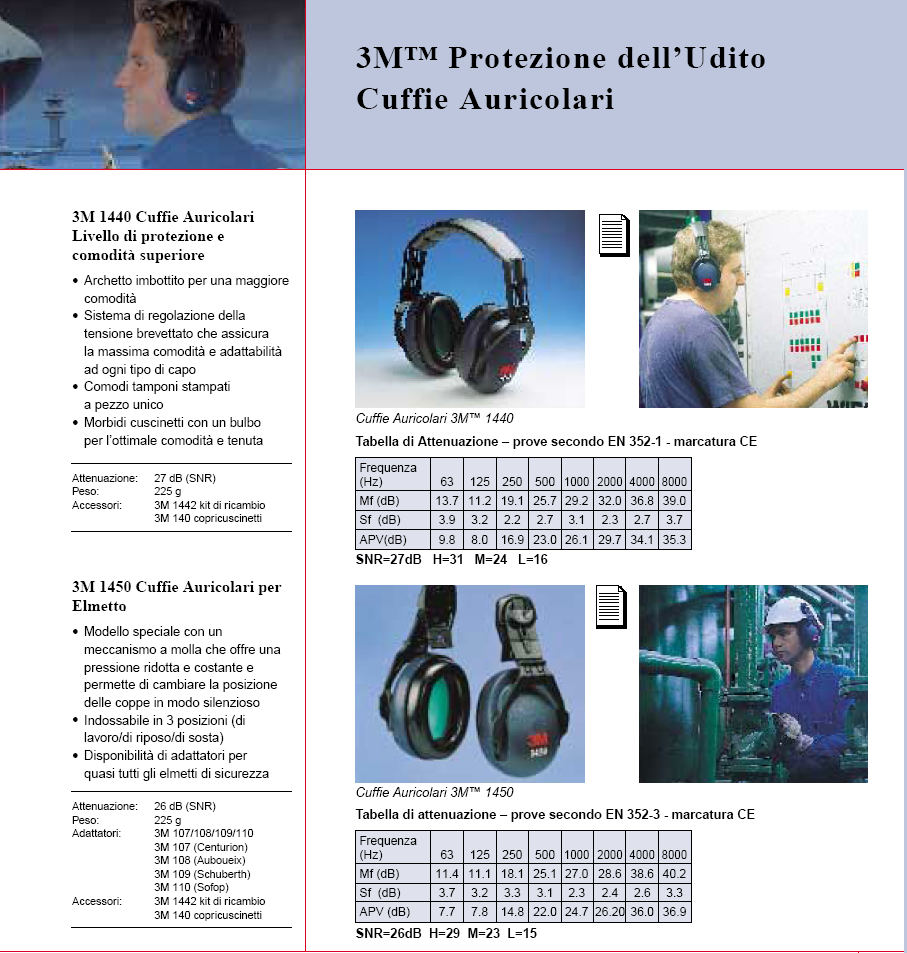 3M™ Protezione dell’Udito
Cuffie Auricolari
3M 1440 Cuffie Auricolari
Livello di protezione e
comodità superiore
• Archetto imbottito per una maggiore
comodità
• Sistema di regolazione della
tensione brevettato che assicura
la massima comodità e adattabilità
ad ogni tipo di capo
• Comodi tamponi stampati
a pezzo unico
• Morbidi cuscinetti con un bulbo
per l’ottimale comodità e tenuta
Attenuazione: 27 dB (SNR)
Peso: 225 g
Accessori: 3M 1442 kit di ricambio
3M 140 copricuscinetti
3M
Cuffie Auricolari 3M™ 1440
Tabella di Attenuazione – prove secondo EN 352-1 - marcatura CE
Frequenza
(Hz) 63 125 250 500 1000 2000 4000 8000
Mf (dB) 13.7 11.2 19.1 25.7 29.2 32.0 36.8 39.0
Sf (dB) 3.9 3.2 2.2 2.7 3.1 2.3 2.7 3.7
APV(dB) 9.8 8.0 16.9 23.0 26.1 29.7 34.1 35.3
SNR=27dB H=31 M=24 L=16
3M 1450 Cuffie Auricolari per
Elmetto
• Modello speciale con un
meccanismo a molla che offre una
pressione ridotta e costante e
permette di cambiare la posizione
delle coppe in modo silenzioso
• Indossabile in 3 posizioni (di
lavoro/di riposo/di sosta)
• Disponibilità di adattatori per
quasi tutti gli elmetti di sicurezza
Attenuazione: 26 dB (SNR)
Peso: 225 g
Adattatori: 3M 107/108/109/110
3M 107 (Centurion)
3M 108 (Auboueix)
3M 109 (Schuberth)
3M 110 (Sofop)
Accessori: 3M 1442 kit di ricambio
3M 140 copricuscinetti
3M
1450
Cuffie Auricolari 3M™ 1450
Tabella di attenuazione – prove secondo EN 352-3 - marcatura CE
Frequenza
(Hz) 63 125 250 500 1000 2000 4000 8000
Mf (dB) 11.4 11.1 18.1 25.1 27.0 28.6 38.6 40.2
Sf (dB) 3.7 3.2 3.3 3.1 2.3 2.4 2.6 3.3
APV (dB) 7.7 7.8 14.8 22.0 24.7 26.20 36.0 36.9
SNR=26dB H=29 M=23 L=15